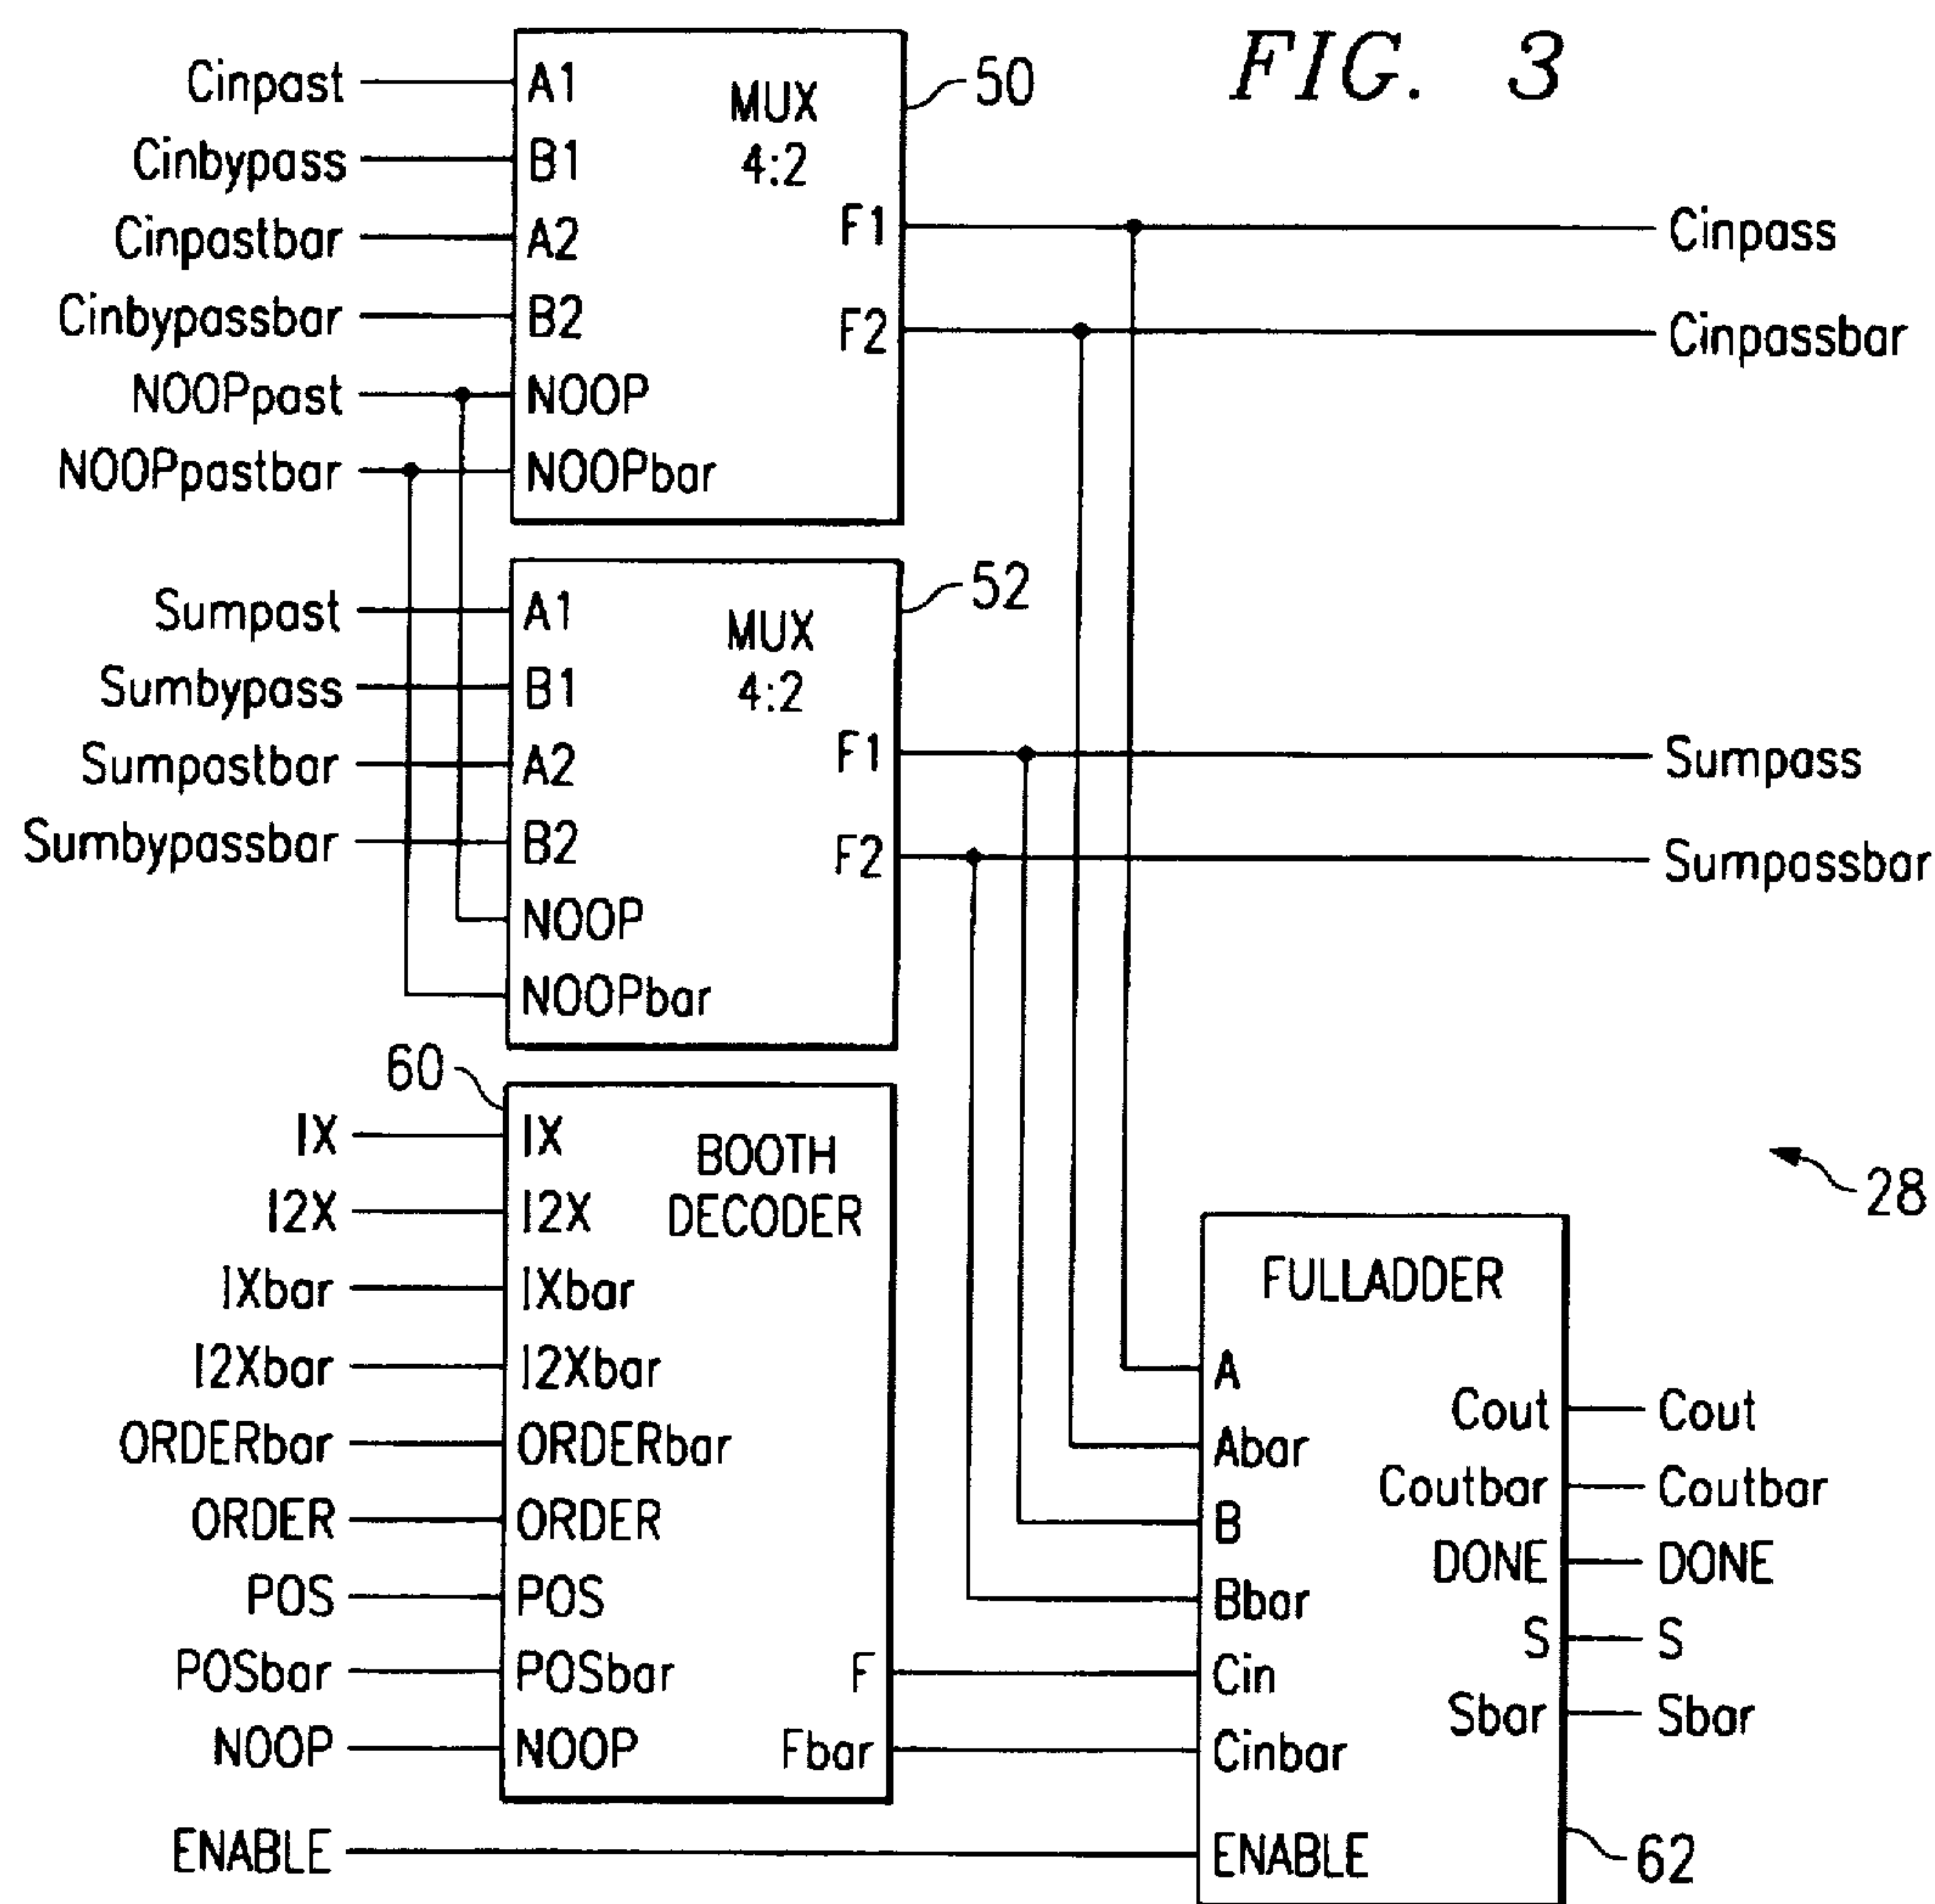 FIG. 3
Cinpast
Cinbypass
Cinpastbar
Cinbypassbar
NOOPpast
NOOPpastbar
A1
B1
A2
B2
NOOP
NOOPbar
MUX
4:2
F1
F2
50
Cinpass
Cinpassbar
Sumpast
Sumbypass
Sumpastbar
Sumbypassbar
A1
B1
A2
B2
NOOP
NOOPbar
MUX
4:2
F1
F2
52
Sumpass
Sumpassbar
60
IX
I2X
IXbar
I2Xbar
ORDERbar
ORDER
POS
POSbar
NOOP
ENABLE
IX
I2X
IXbar
I2Xbar
ORDERbar
ORDER
POS
POSbar
NOOP
BOOTH
DECODER
F
Fbar
28
FULLADDER
A
Abar
B
Bbar
Cin
Cinbar
ENABLE
Cout
Coutbar
DONE
S
Sbar
Cout
Coutbar
DONE
S
Sbar
62